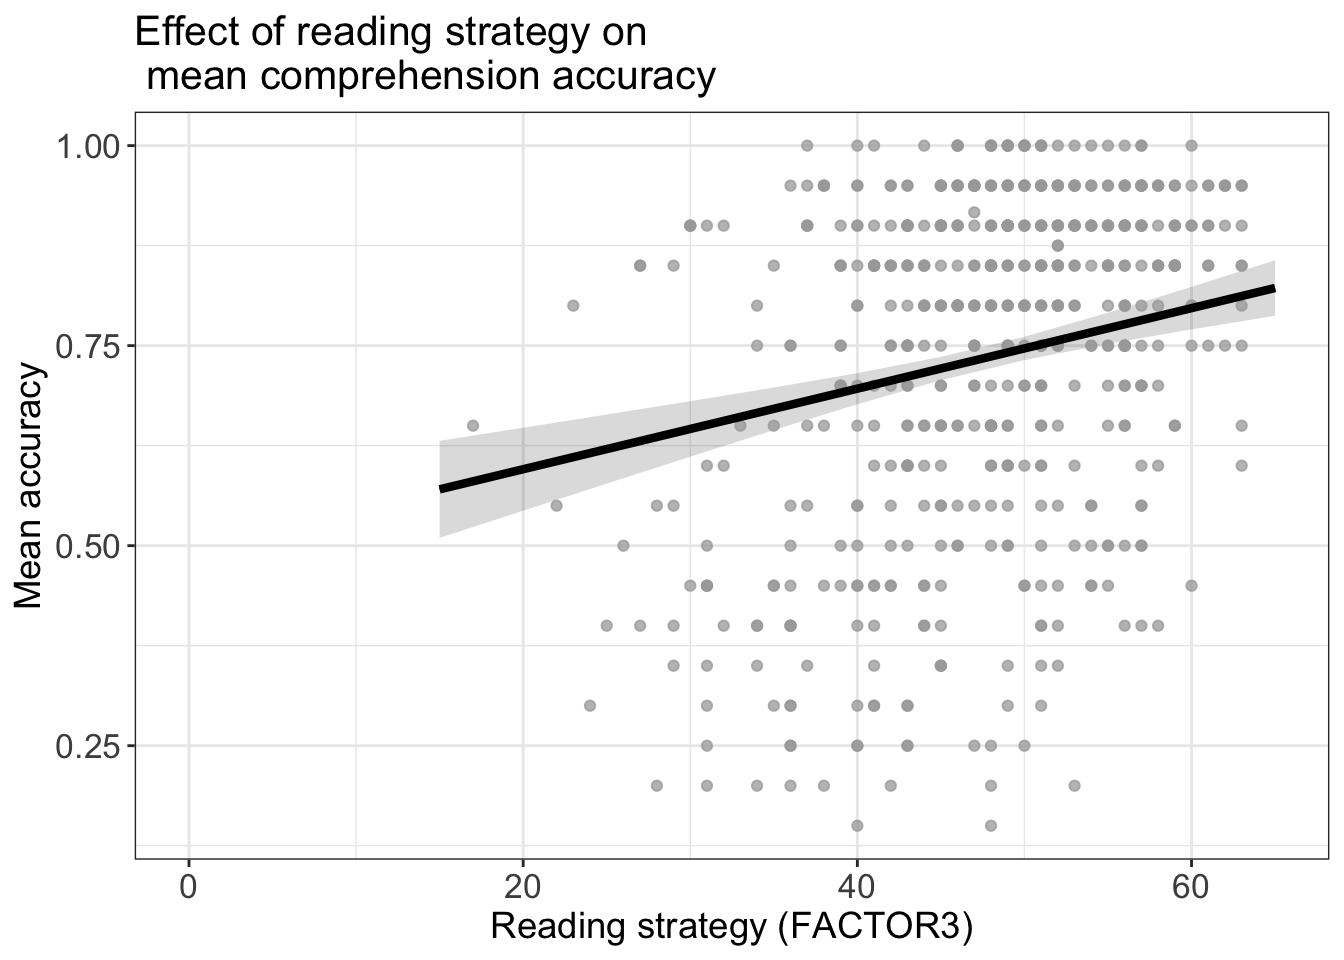 Effect of reading strategy on
mean comprehension accuracy
1.00
0.75
0.50
0.25
Mean accuracy
0 20 40 60
Reading strategy (FACTOR3)